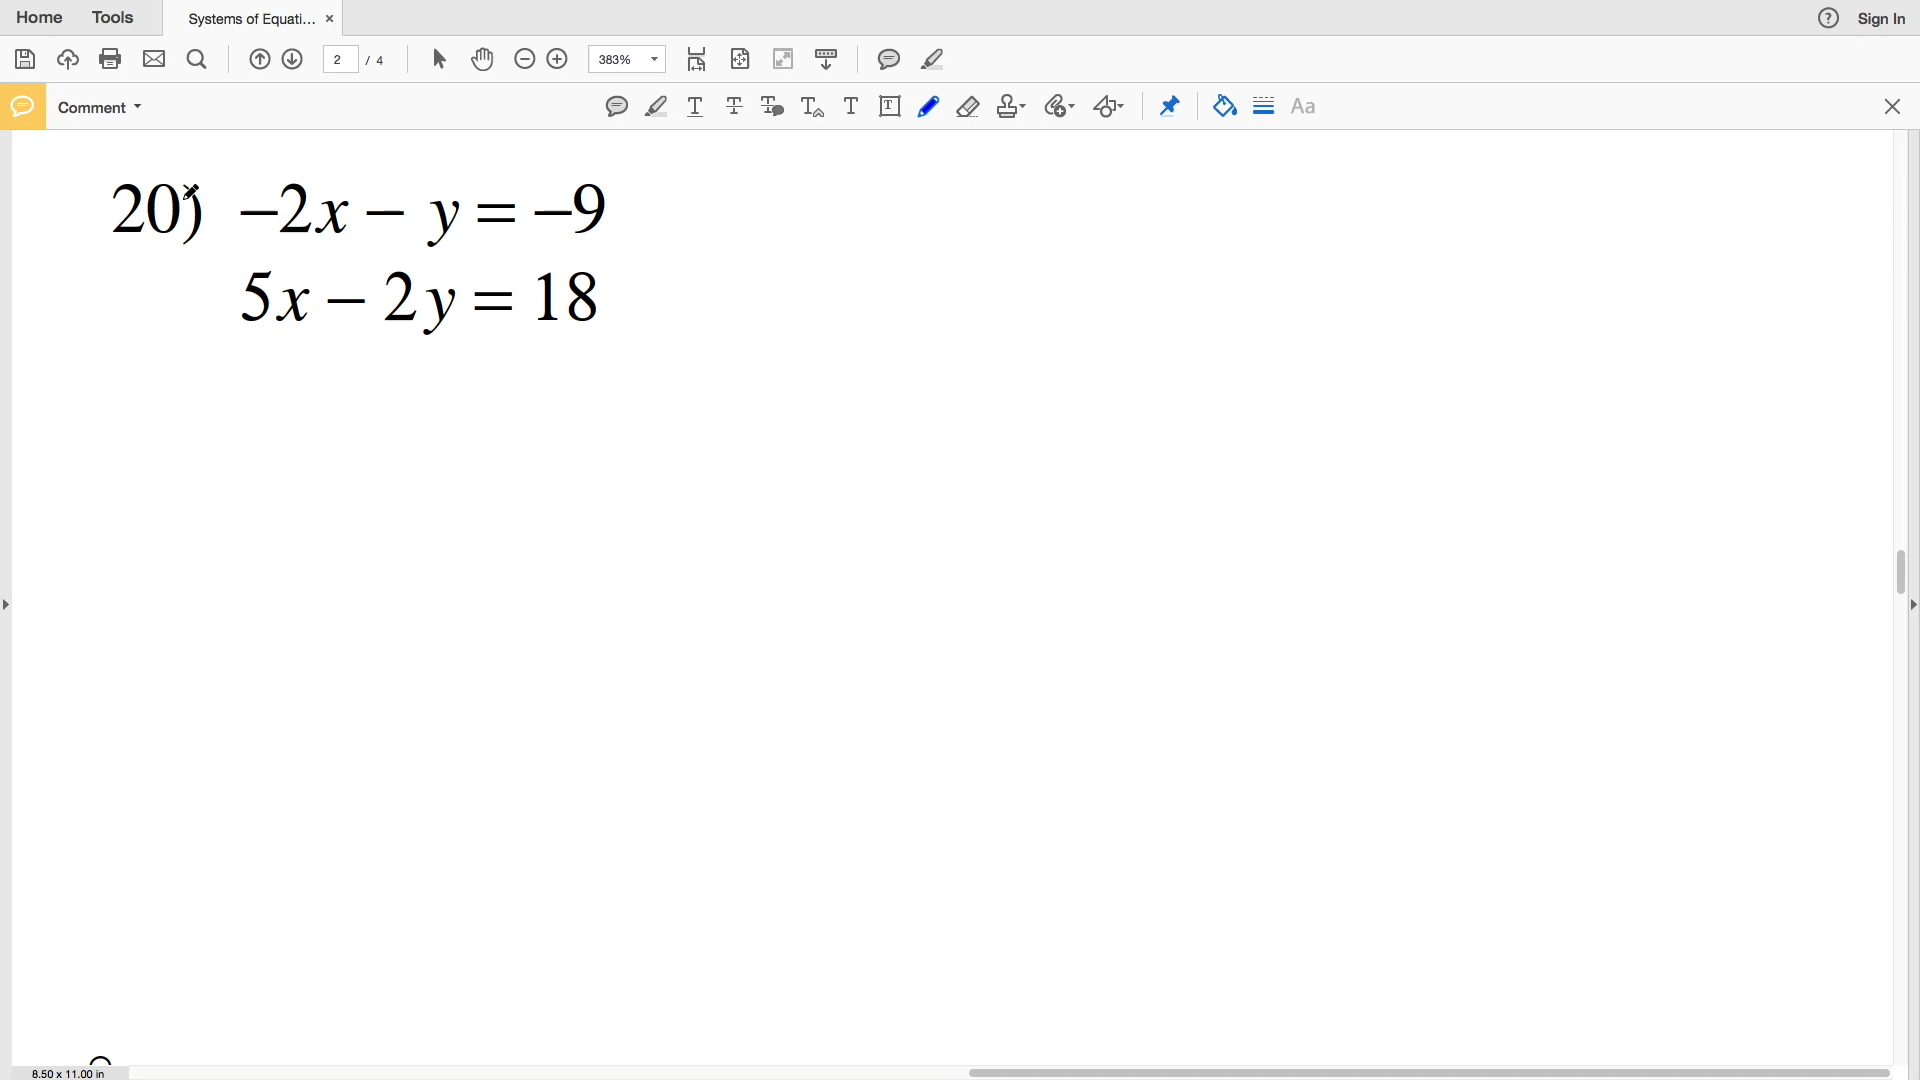 Home Tools Systems of Equati... × ? Sign In
2 / 4 383%
Comment T T T T T T Aa
20) −2x − y = −9
5x − 2y = 18
8.50 x 11.00 in